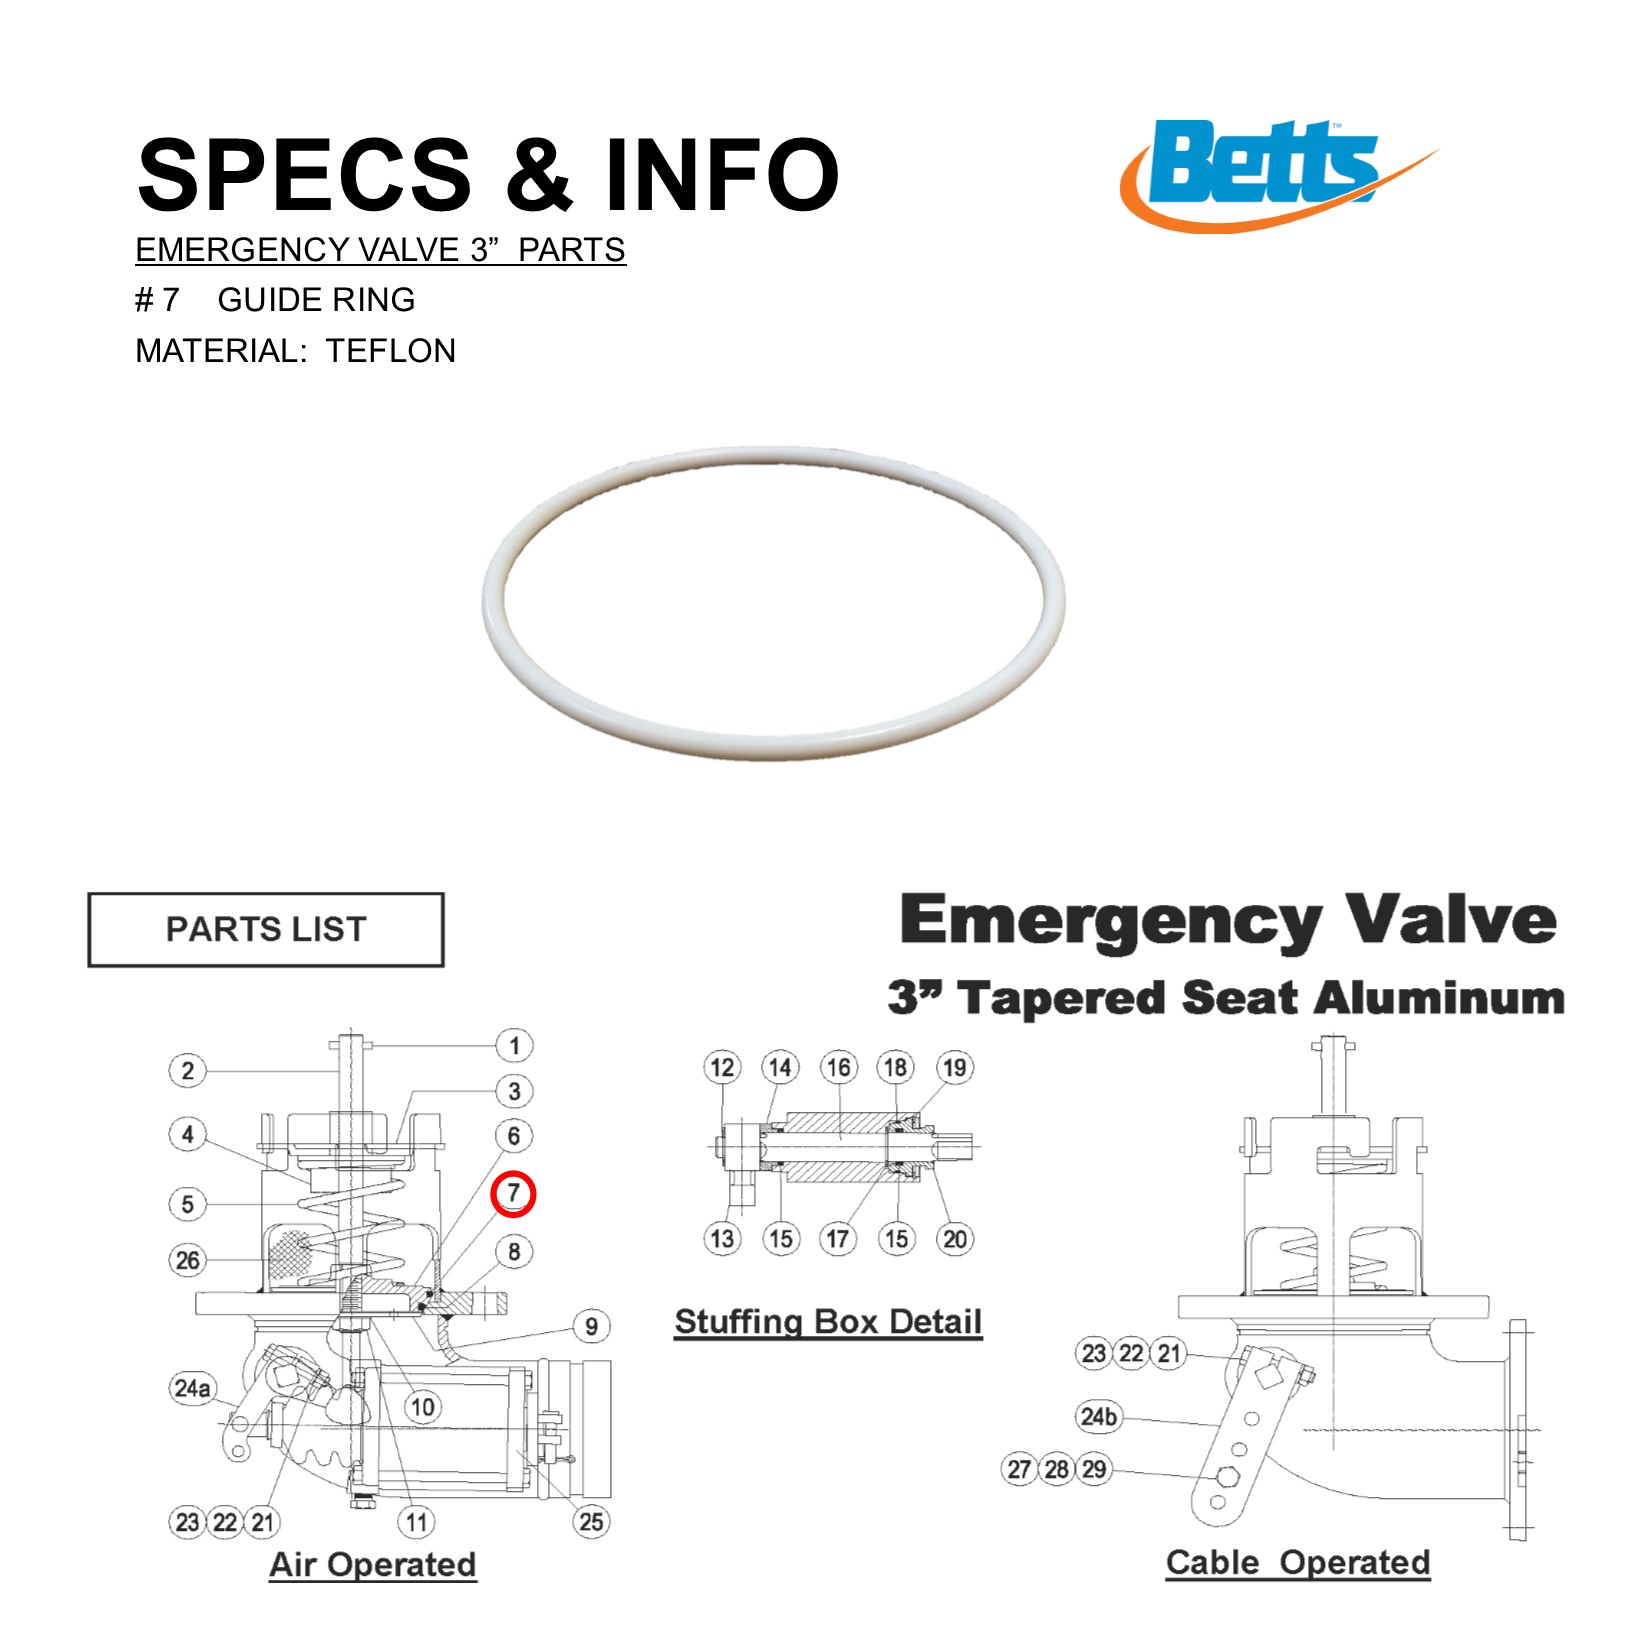 SPECS & INFO
Betts™
EMERGENCY VALVE 3” PARTS
# 7 GUIDE RING
MATERIAL: TEFLON
PARTS LIST
Emergency Valve
3” Tapered Seat Aluminum
1
2
3
4
6
7
5
26
8
9
24a
10
23 22 21
11
25
Air Operated
12 14 16 18 19
13 15 17 15 20
Stuffing Box Detail
23 22 21
24b
27 28 29
Cable Operated